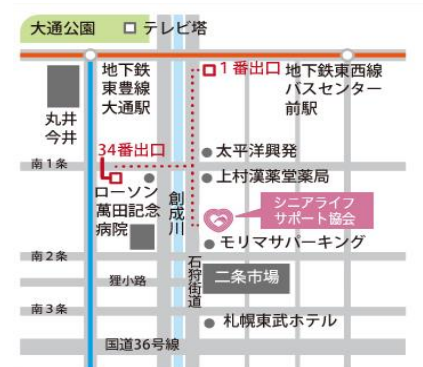 大通公園
テレビ塔
地下鉄
東豊線
大通駅
1番出口
地下鉄東西線
バスセンター
前駅
丸井
今井
34番出口
太平洋興発
南1条
上村漢薬堂薬局
ローソン
萬田記念
病院
創成川
シニアライフ
サポート協会
モリマサパーキング
南2条
石狩街道
二条市場
狸小路
南3条
札幌東武ホテル
国道36号線